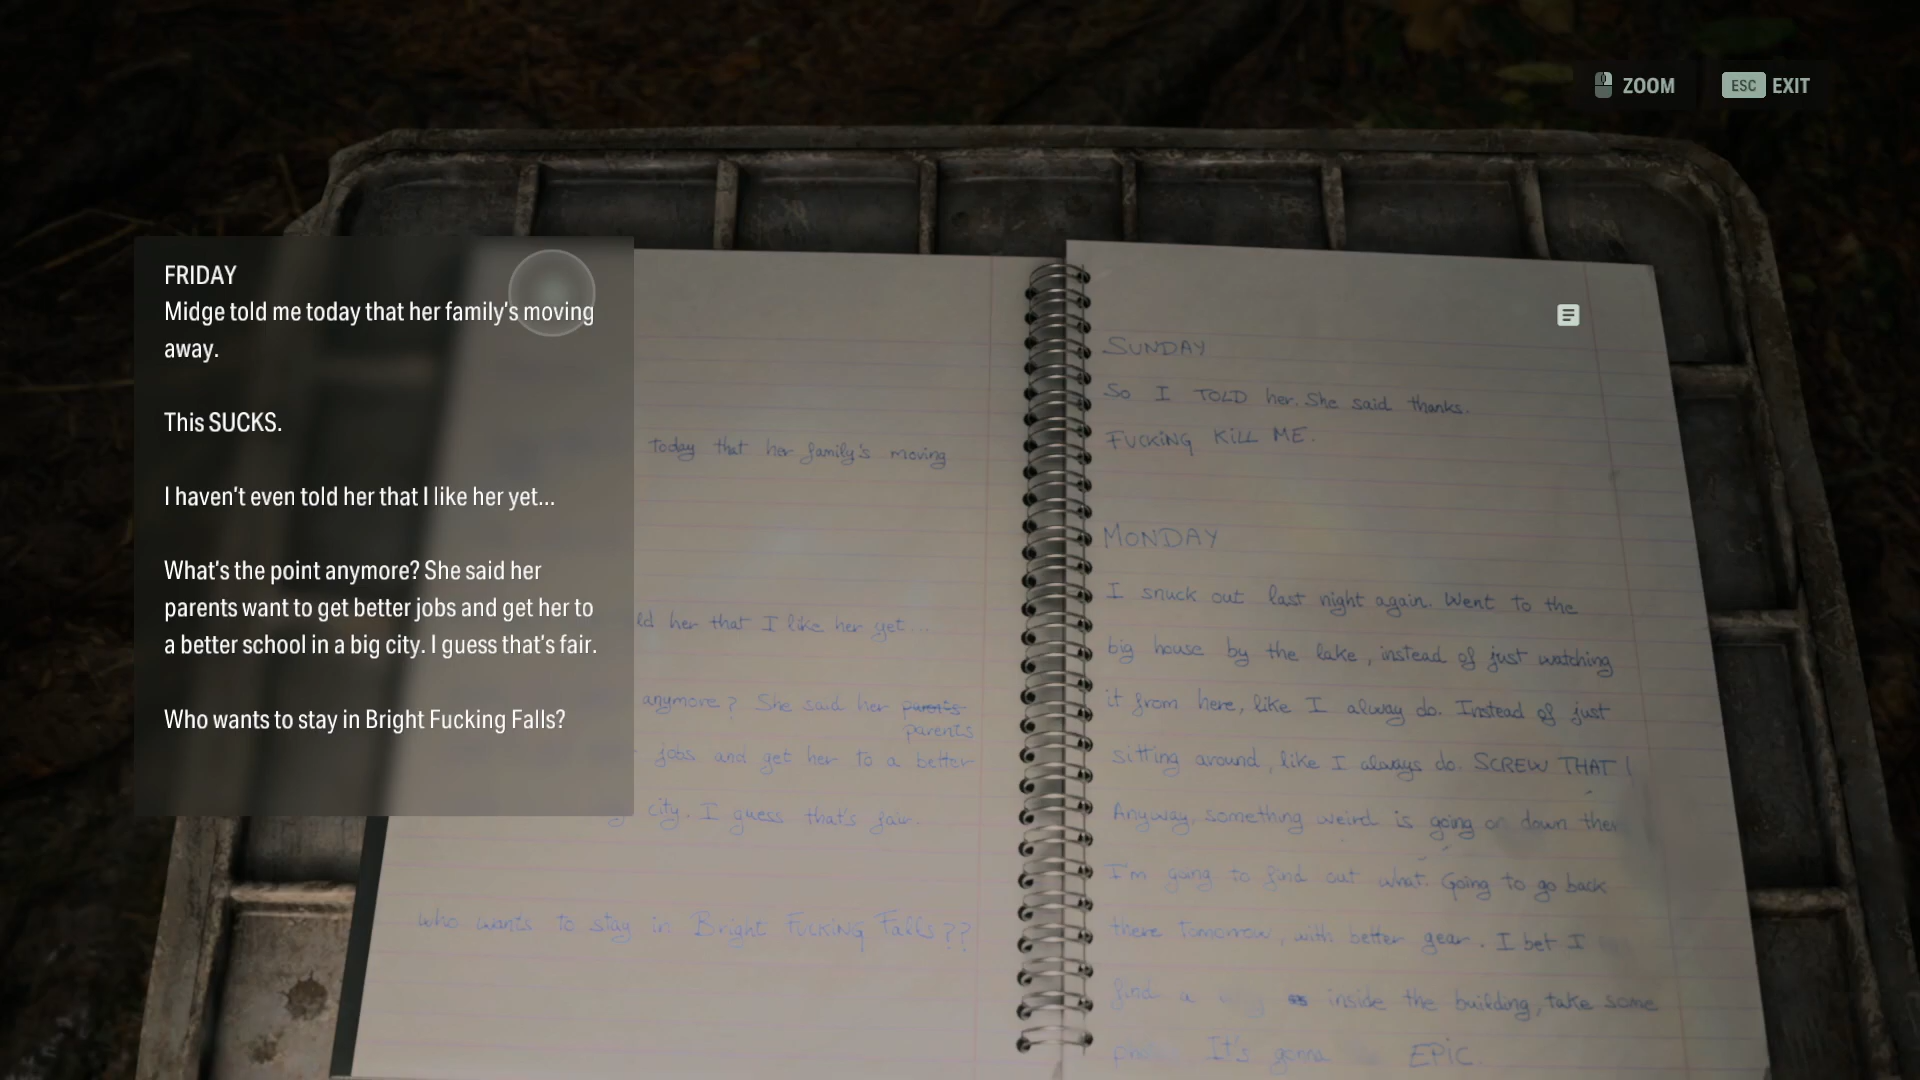 ZOOM
ESC EXIT
FRIDAY
Midge told me today that her family's moving
away.
This SUCKS.
I haven't even told her that I like her yet...
What's the point anymore? She said her
parents want to get better jobs and get her to
a better school in a big city. I guess that's fair.
Who wants to stay in Bright Fucking Falls?
Today that her family's moving
ld her that I like her yet...
anymore? She said her parents
parents
jobs and get her to a better
city. I guess that's fair.
who wants to stay in Bright FUCKING Falls??
SUNDAY
So I TOLD her. She said thanks.
FUCKING KILL ME.
MONDAY
I snuck out last night again. Went to the
big house by the lake, instead of just watching
it from here, like I alway do. Instead of just
sitting around, like I always do. SCREW THAT!
Anyway, something weird is going on down ther
I'm going to find out what. Going to go back
there tomorrow, with better gear. I bet I
find a inside the building, take some
It's gonna EPIC.